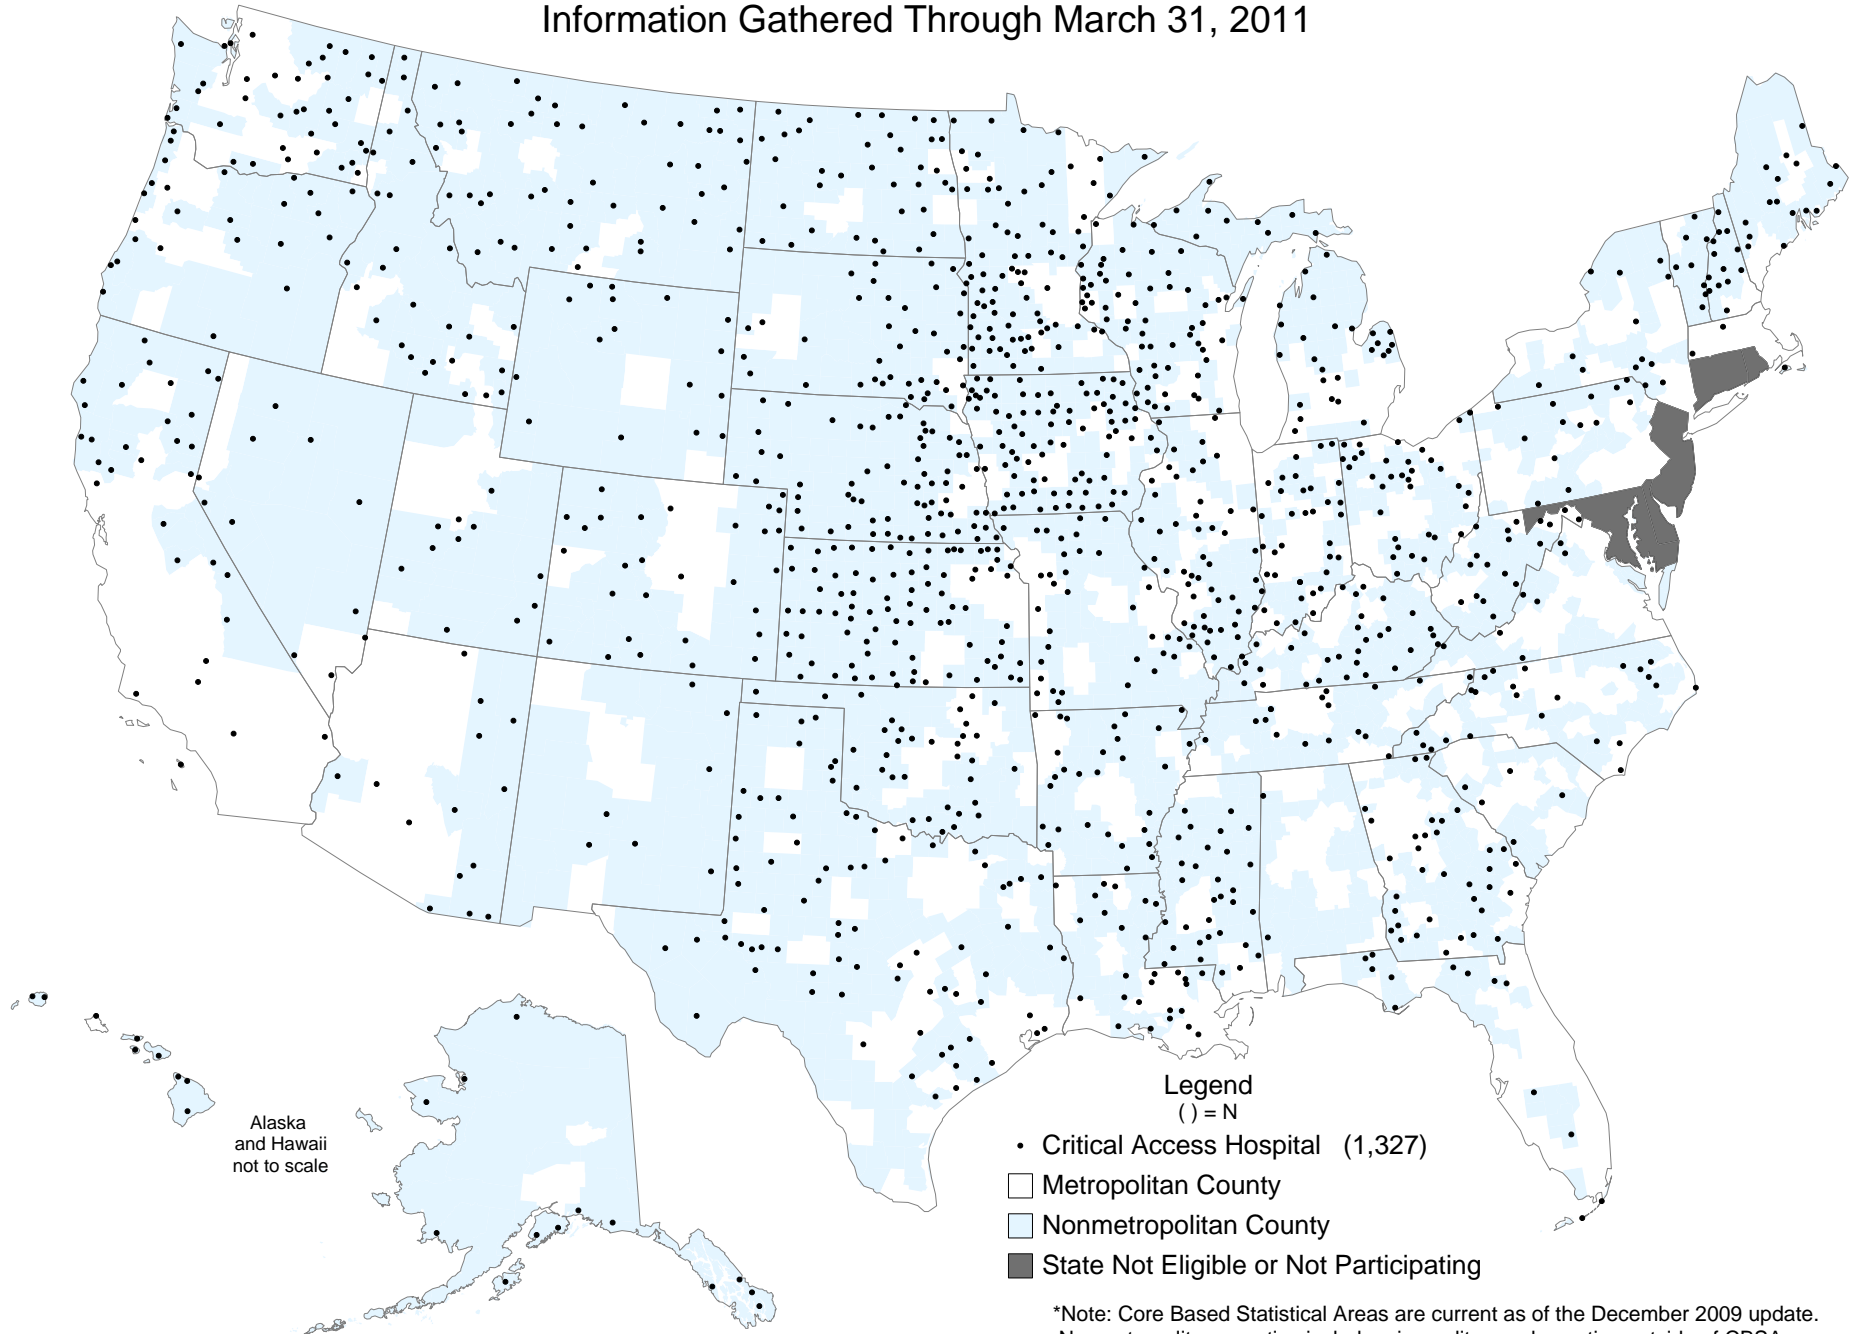 Information Gathered Through March 31, 2011
Alaska
and Hawaii
not to scale
Legend
( ) = N
Critical Access Hospital (1,327)
Metropolitan County
Nonmetropolitan County
State Not Eligible or Not Participating
*Note: Core Based Statistical Areas are current as of the December 2009 update.